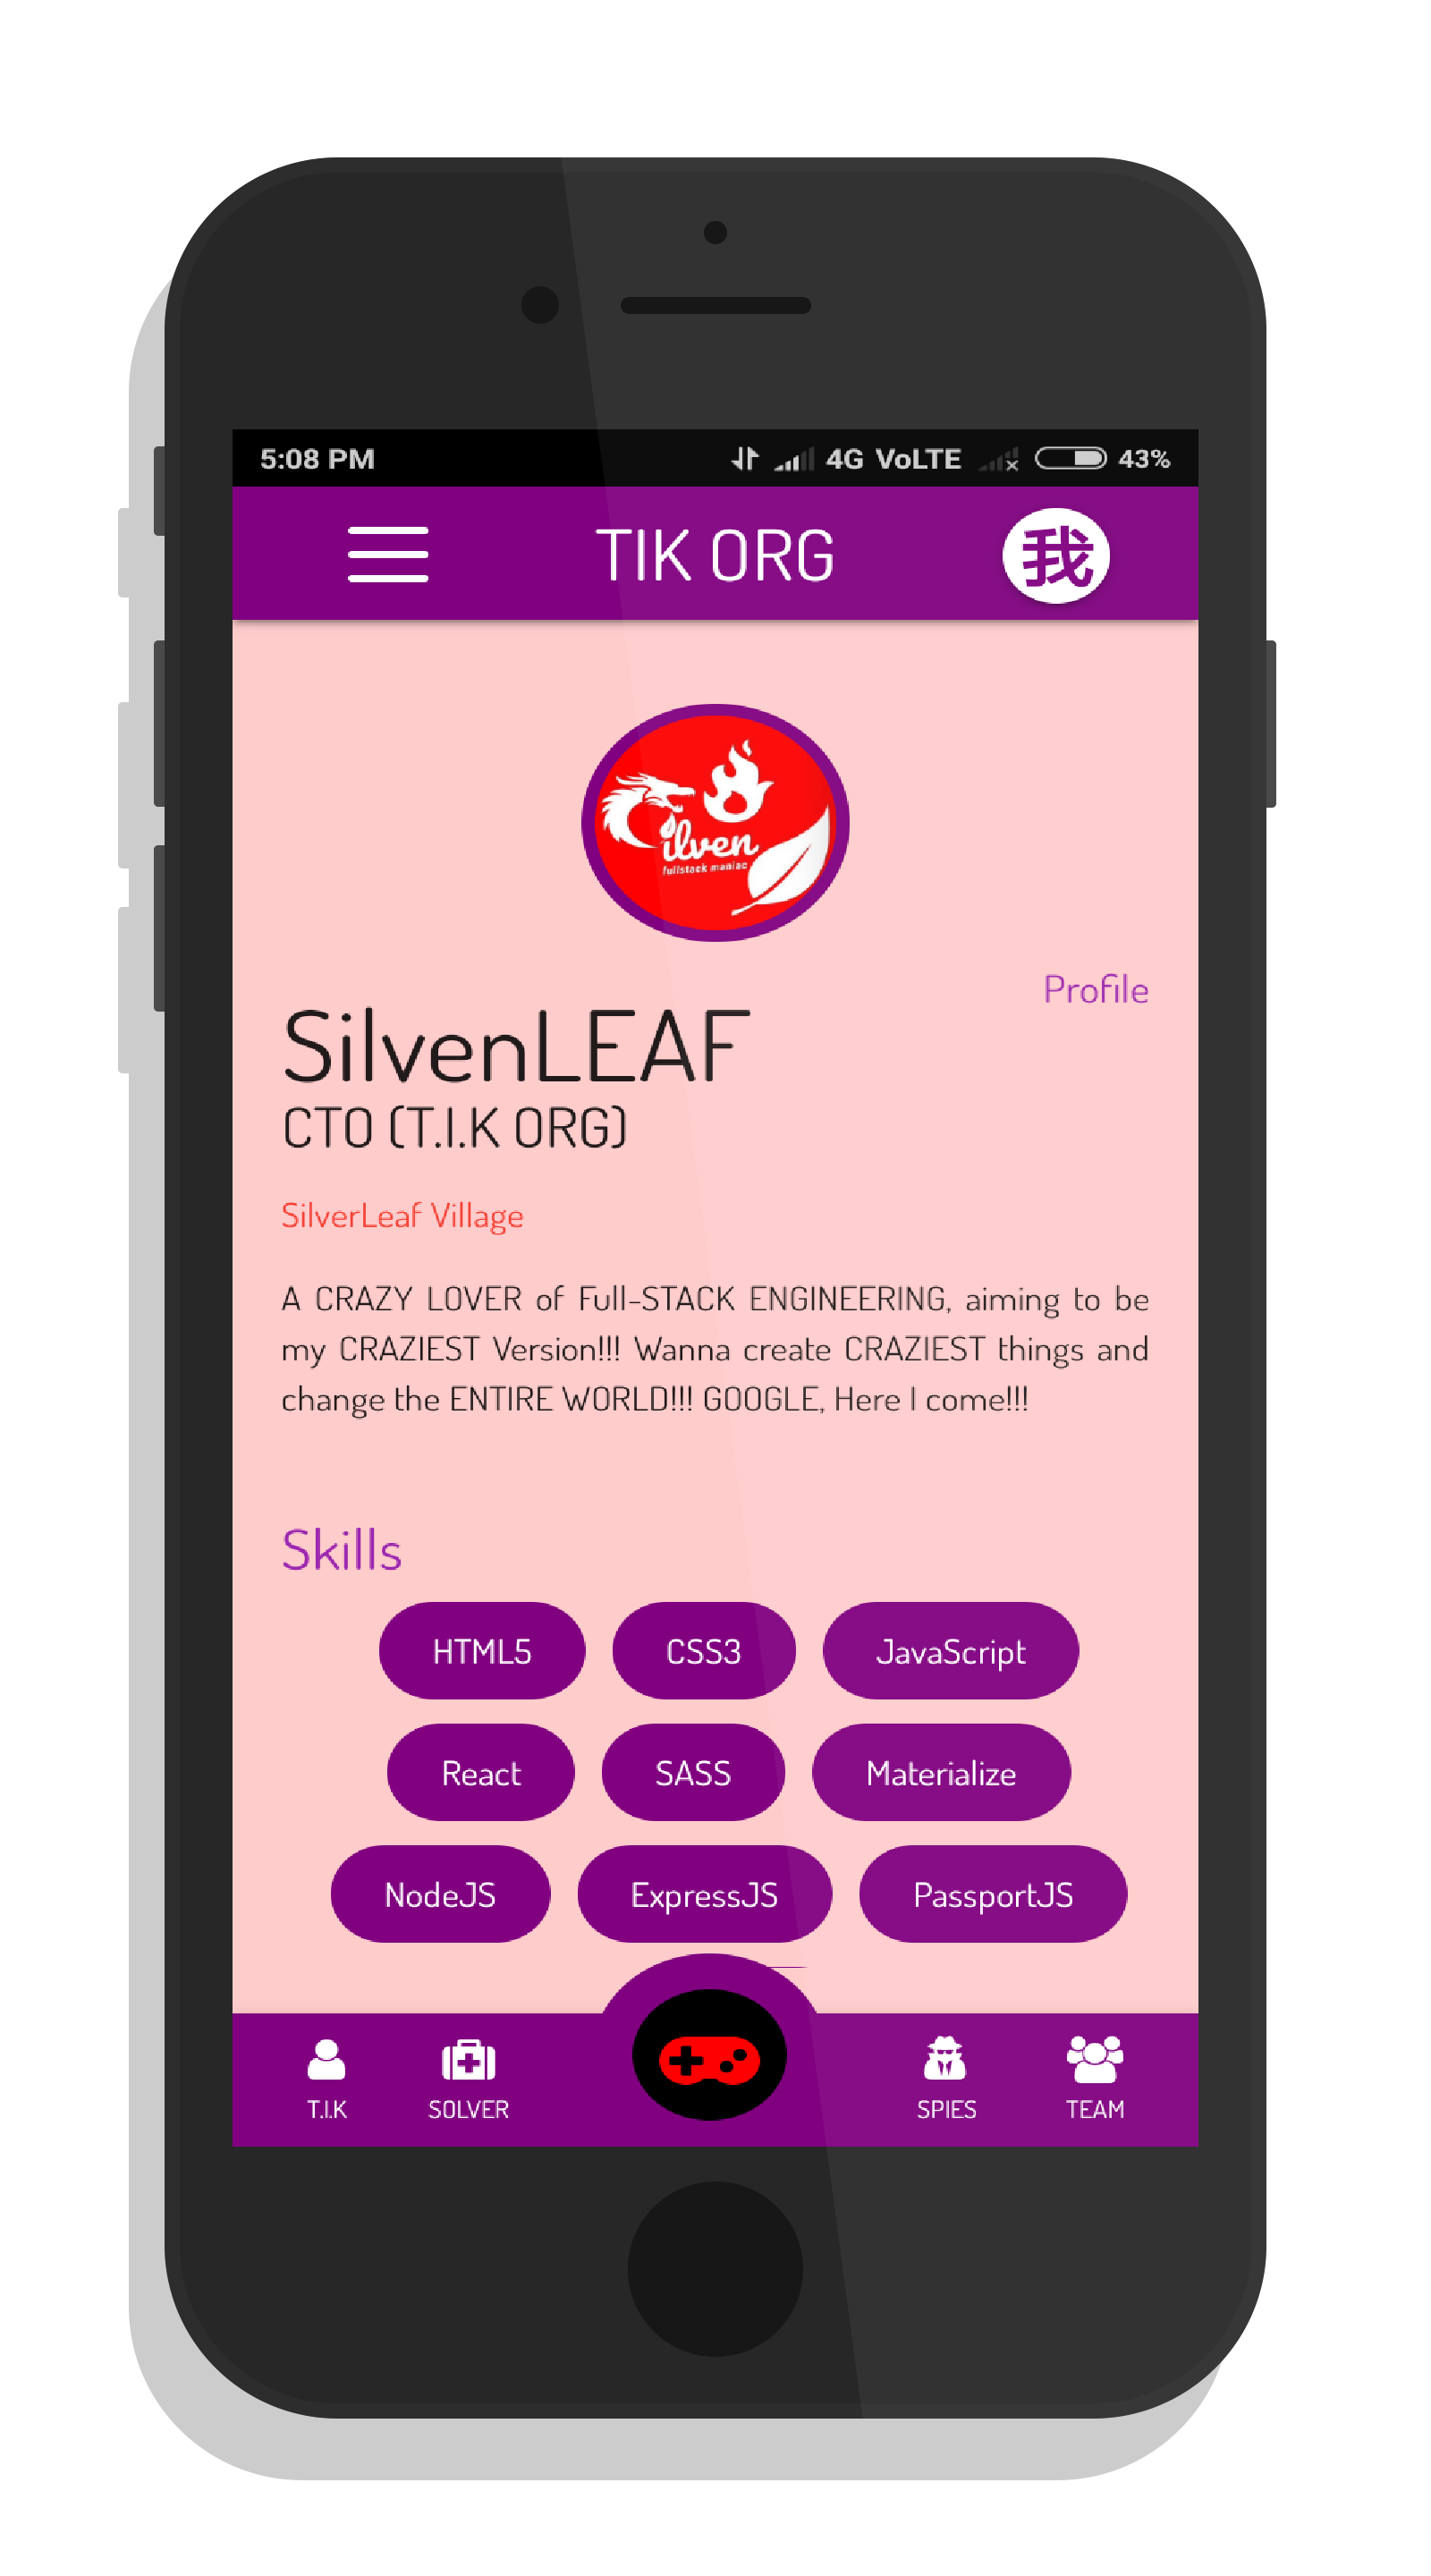 5:08 PM 4G VoLTE 43%
TIK ORG 我
ilven
fullstack maniac
Profile
SilvenLEAF
CTO (T.I.K ORG)
SilverLeaf Village
A CRAZY LOVER of Full-STACK ENGINEERING, aiming to be
my CRAZIEST Version!!! Wanna create CRAZIEST things and
change the ENTIRE WORLD!!! GOOGLE, Here I come!!!
Skills
HTML5 CSS3 JavaScript
React SASS Materialize
NodeJS ExpressJS PassportJS
T.I.K SOLVER SPIES TEAM